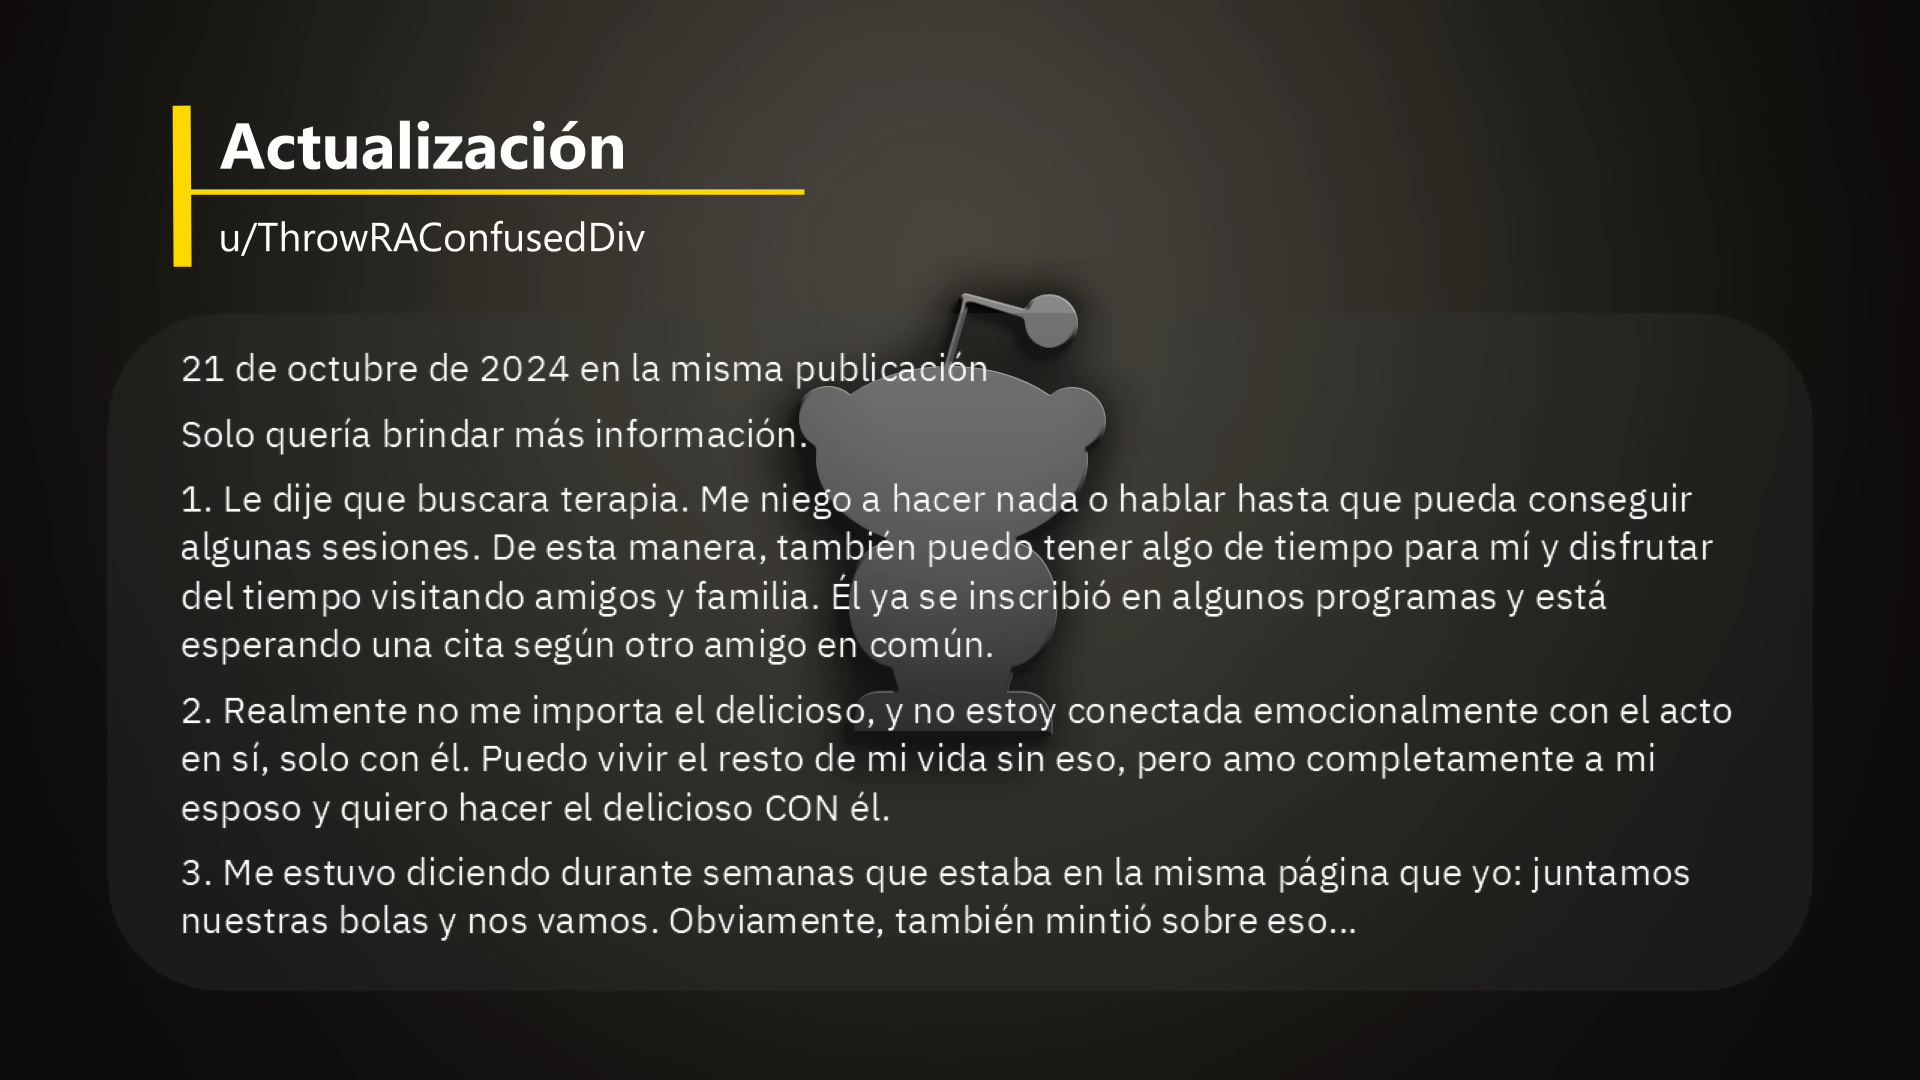 Actualización
u/ThrowRAConfusedDiv
21 de octubre de 2024 en la misma publicación
Solo quería brindar más información.
1. Le dije que buscara terapia. Me niego a hacer nada o hablar hasta que pueda conseguir
algunas sesiones. De esta manera, también puedo tener algo de tiempo para mí y disfrutar
del tiempo visitando amigos y familia. Él ya se inscribió en algunos programas y está
esperando una cita según otro amigo en común.
2. Realmente no me importa el delicioso, y no estoy conectada emocionalmente con el acto
en sí, solo con él. Puedo vivir el resto de mi vida sin eso, pero amo completamente a mi
esposo y quiero hacer el delicioso CON él.
3. Me estuvo diciendo durante semanas que estaba en la misma página que yo: juntamos
nuestras bolas y nos vamos. Obviamente, también mintió sobre eso...